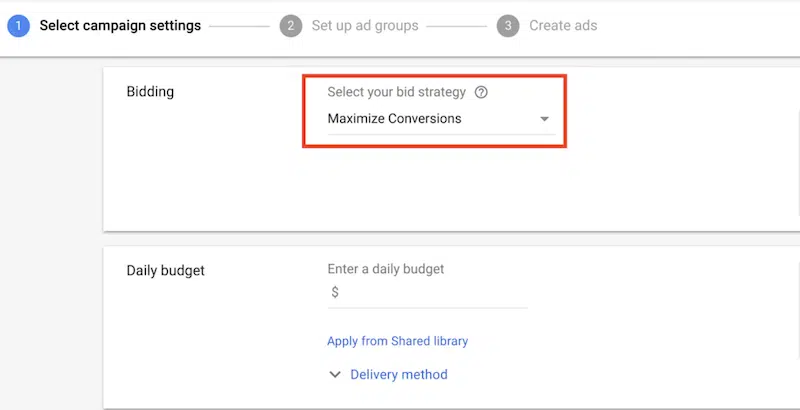 1 Select campaign settings 2 Set up ad groups 3 Create ads
Bidding
Select your bid strategy ?
Maximize Conversions
Daily budget
Enter a daily budget
$
Apply from Shared library
Delivery method